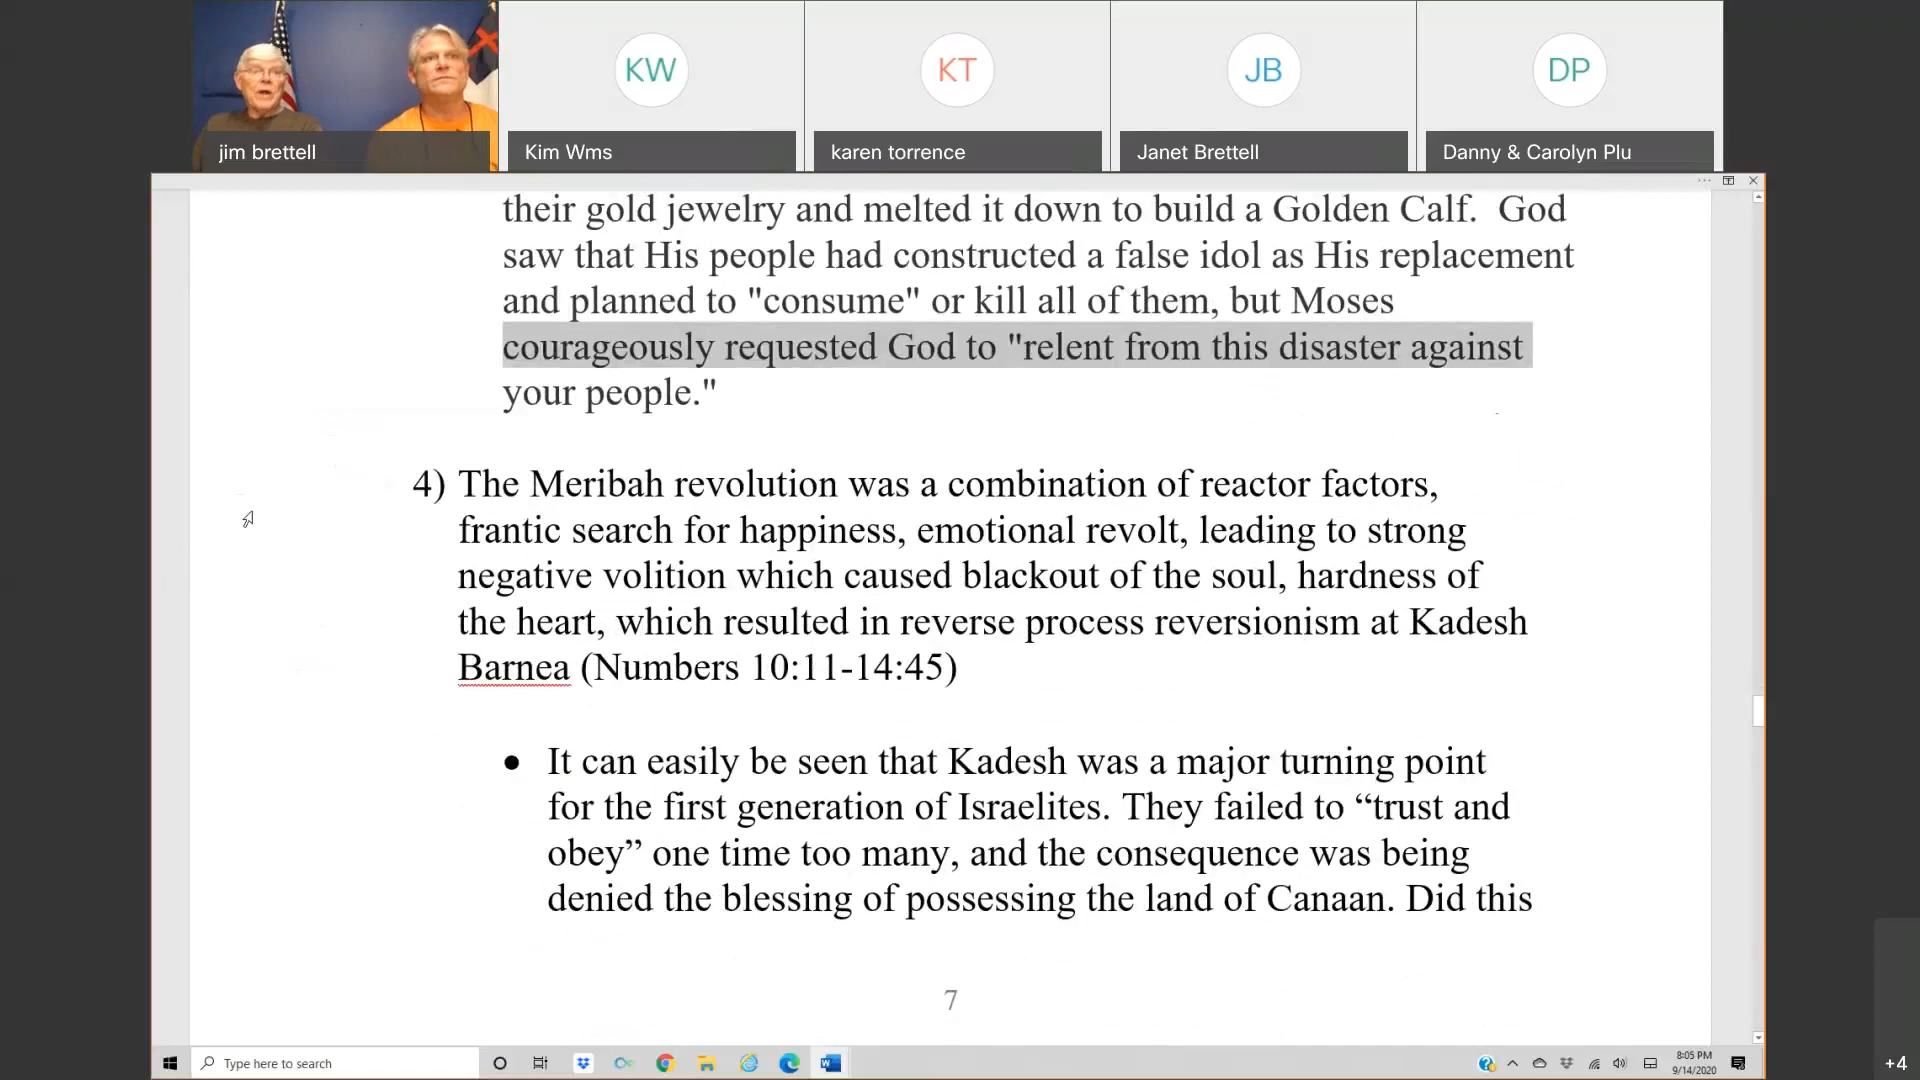 KW
KT
JB
DP
jim brettell
Kim Wms
karen torrence
Janet Brettell
Danny & Carolyn Plu
their gold jewelry and melted it down to build a Golden Calf.  God
saw that His people had constructed a false idol as His replacement
and planned to "consume" or kill all of them, but Moses
courageously requested God to "relent from this disaster against
your people."
4) The Meribah revolution was a combination of reactor factors,
frantic search for happiness, emotional revolt, leading to strong
negative volition which caused blackout of the soul, hardness of
the heart, which resulted in reverse process reversionism at Kadesh
Barnea (Numbers 10:11-14:45)
• It can easily be seen that Kadesh was a major turning point
for the first generation of Israelites. They failed to “trust and
obey” one time too many, and the consequence was being
denied the blessing of possessing the land of Canaan. Did this
7
Type here to search
8:05 PM
9/14/2020
+4